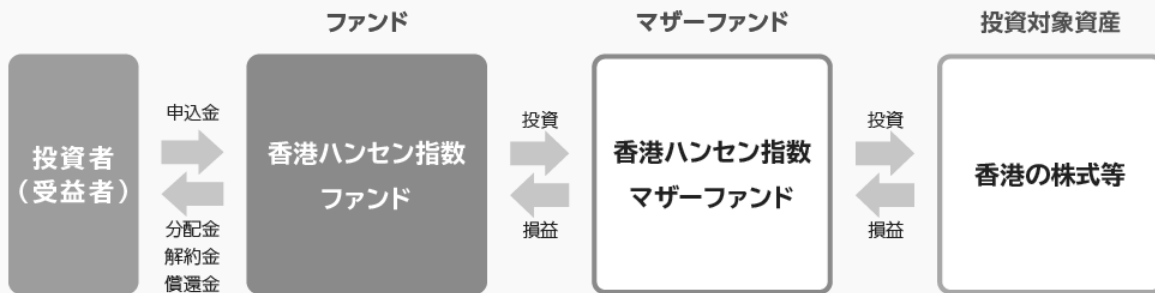 ファンド
マザーファンド
投資対象資産
投資者
（受益者）
申込金
分配金
解約金
償還金
香港ハンセン指数
ファンド
投資
損益
香港ハンセン指数
マザーファンド
投資
損益
香港の株式等